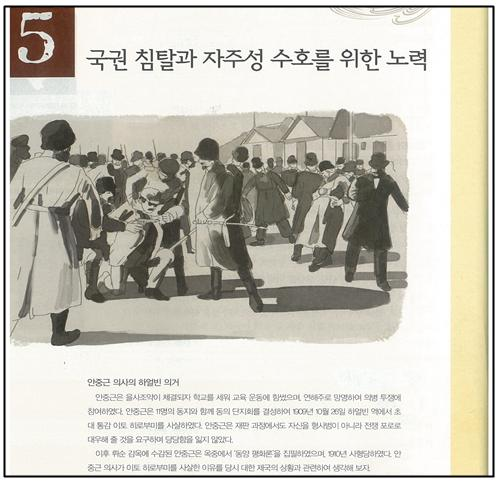 5
국권 침탈과 자주성 수호를 위한 노력
안중근 의사의 하얼빈 의거
안중근은 을사조약이 체결되자 학교를 세워 교육 운동에 힘썼으며, 연해주로 망명하여 의병 투쟁에
참여하였다. 안중근은 11명의 동지와 함께 동의 단지회를 결성하여 1909년 10월 26일 하얼빈 역에서 초
대 통감 이토 히로부미를 사살하였다. 안중근은 재판 과정에서도 자신을 형사범이 아니라 전쟁 포로로
대우해 줄 것을 요구하며 당당함을 잃지 않았다.
이후 뤼순 감옥에 수감된 안중근은 옥중에서 '동양 평화론'을 집필하였으며, 1910년 사형당하였다. 안
중근 의사가 이토 히로부미를 사살한 이유를 당시 대한 제국의 상황과 관련하여 생각해 보자.